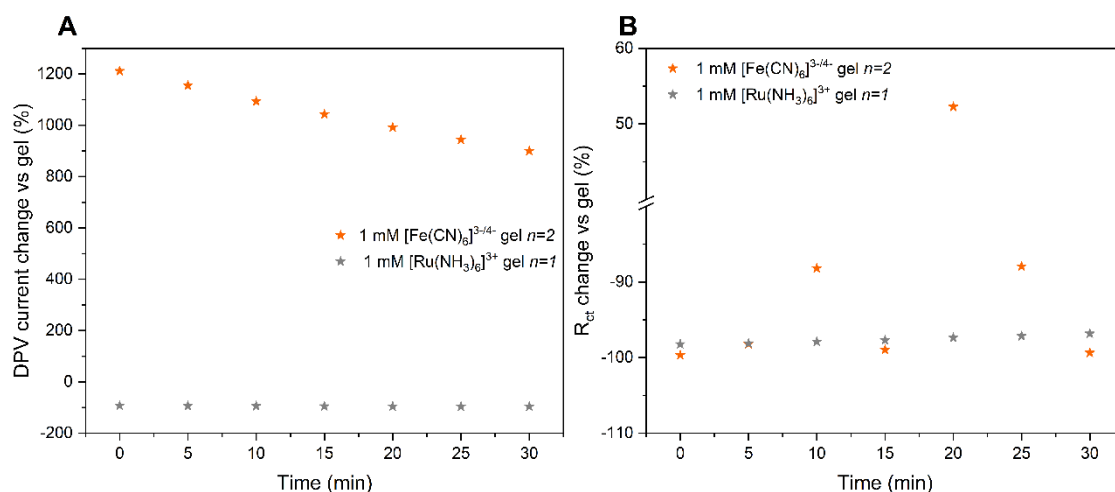 A
DPV current change vs gel (%)
1200
1000
800
600
400
200
0
-200
1 mM [Fe(CN)₆]³⁻/⁴⁻ gel n=2
1 mM [Ru(NH₃)₆]³⁺ gel n=1
0 5 10 15 20 25 30
Time (min)
B
Rct change vs gel (%)
60
50
-90
-100
-110
1 mM [Fe(CN)₆]³⁻/⁴⁻ gel n=2
1 mM [Ru(NH₃)₆]³⁺ gel n=1
0 5 10 15 20 25 30
Time (min)